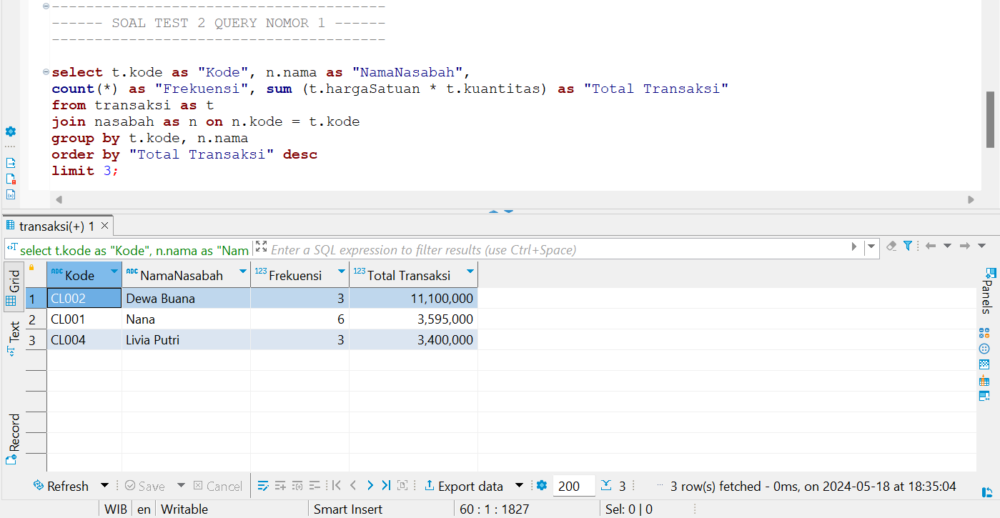 ---------------------------------------
------ SOAL TEST 2 QUERY NOMOR 1 ------
---------------------------------------
select t.kode as "Kode", n.nama as "NamaNasabah",
count(*) as "Frekuensi", sum (t.hargaSatuan * t.kuantitas) as "Total Transaksi"
from transaksi as t
join nasabah as n on n.kode = t.kode
group by t.kode, n.nama
order by "Total Transaksi" desc
limit 3;
transaksi(+) 1
select t.kode as "Kode", n.nama as "Nam Enter a SQL expression to filter results (use Ctrl+Space)
Grid
Text
Record
Panels
ABC Kode ABC NamaNasabah 123 Frekuensi 123 Total Transaksi
1 CL002 Dewa Buana 3 11,100,000
2 CL001 Nana 6 3,595,000
3 CL004 Livia Putri 3 3,400,000
Refresh Save Cancel Export data 200 3 3 row(s) fetched - 0ms, on 2024-05-18 at 18:35:04
WIB en Writable Smart Insert 60 : 1 : 1827 Sel: 0 | 0